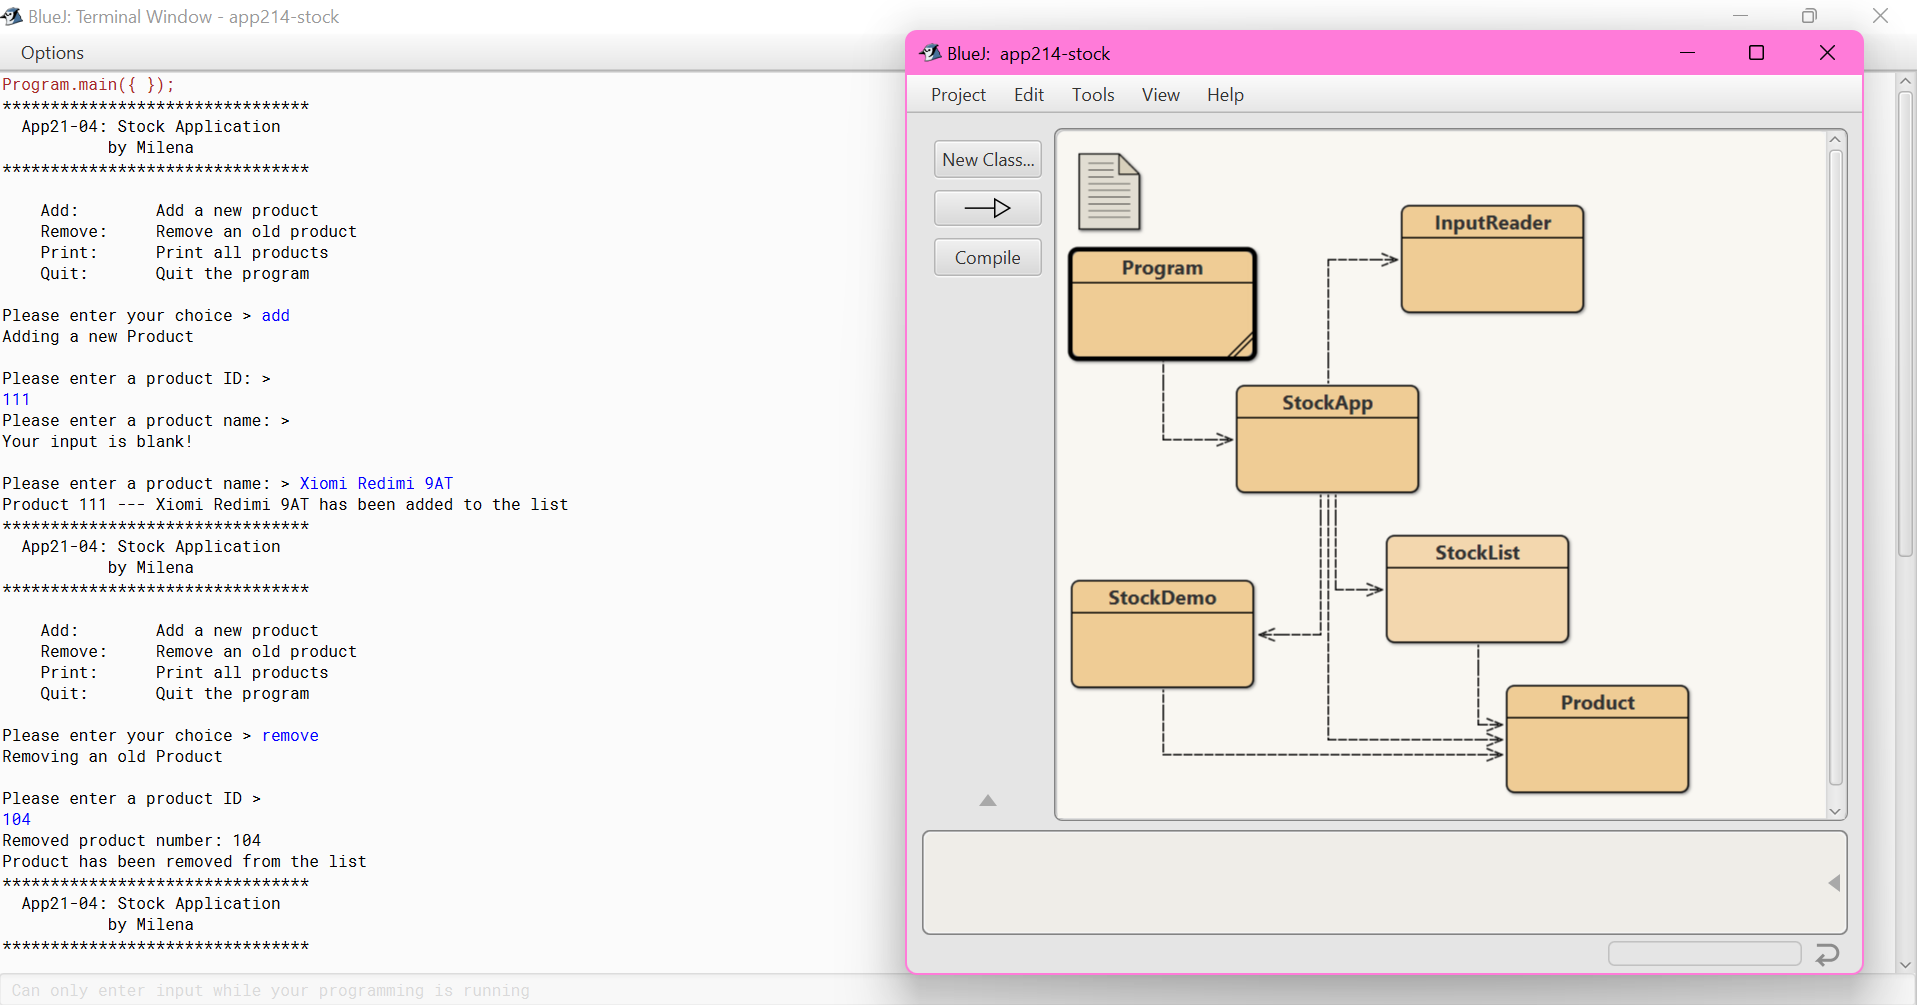 BlueJ: Terminal Window - app214-stock
Options
Program.main({ });
********************************
App21-04: Stock Application
by Milena
********************************
Add: Add a new product
Remove: Remove an old product
Print: Print all products
Quit: Quit the program
Please enter your choice > add
Adding a new Product
Please enter a product ID: >
111
Please enter a product name: >
Your input is blank!
Please enter a product name: > Xiomi Redimi 9AT
Product 111 --- Xiomi Redimi 9AT has been added to the list
********************************
App21-04: Stock Application
by Milena
********************************
Add: Add a new product
Remove: Remove an old product
Print: Print all products
Quit: Quit the program
Please enter your choice > remove
Removing an old Product
Please enter a product ID >
104
Removed product number: 104
Product has been removed from the list
********************************
App21-04: Stock Application
by Milena
********************************
Can only enter input while your programming is running
BlueJ: app214-stock
Project Edit Tools View Help
New Class...
Compile
InputReader
Program
StockApp
StockList
StockDemo
Product